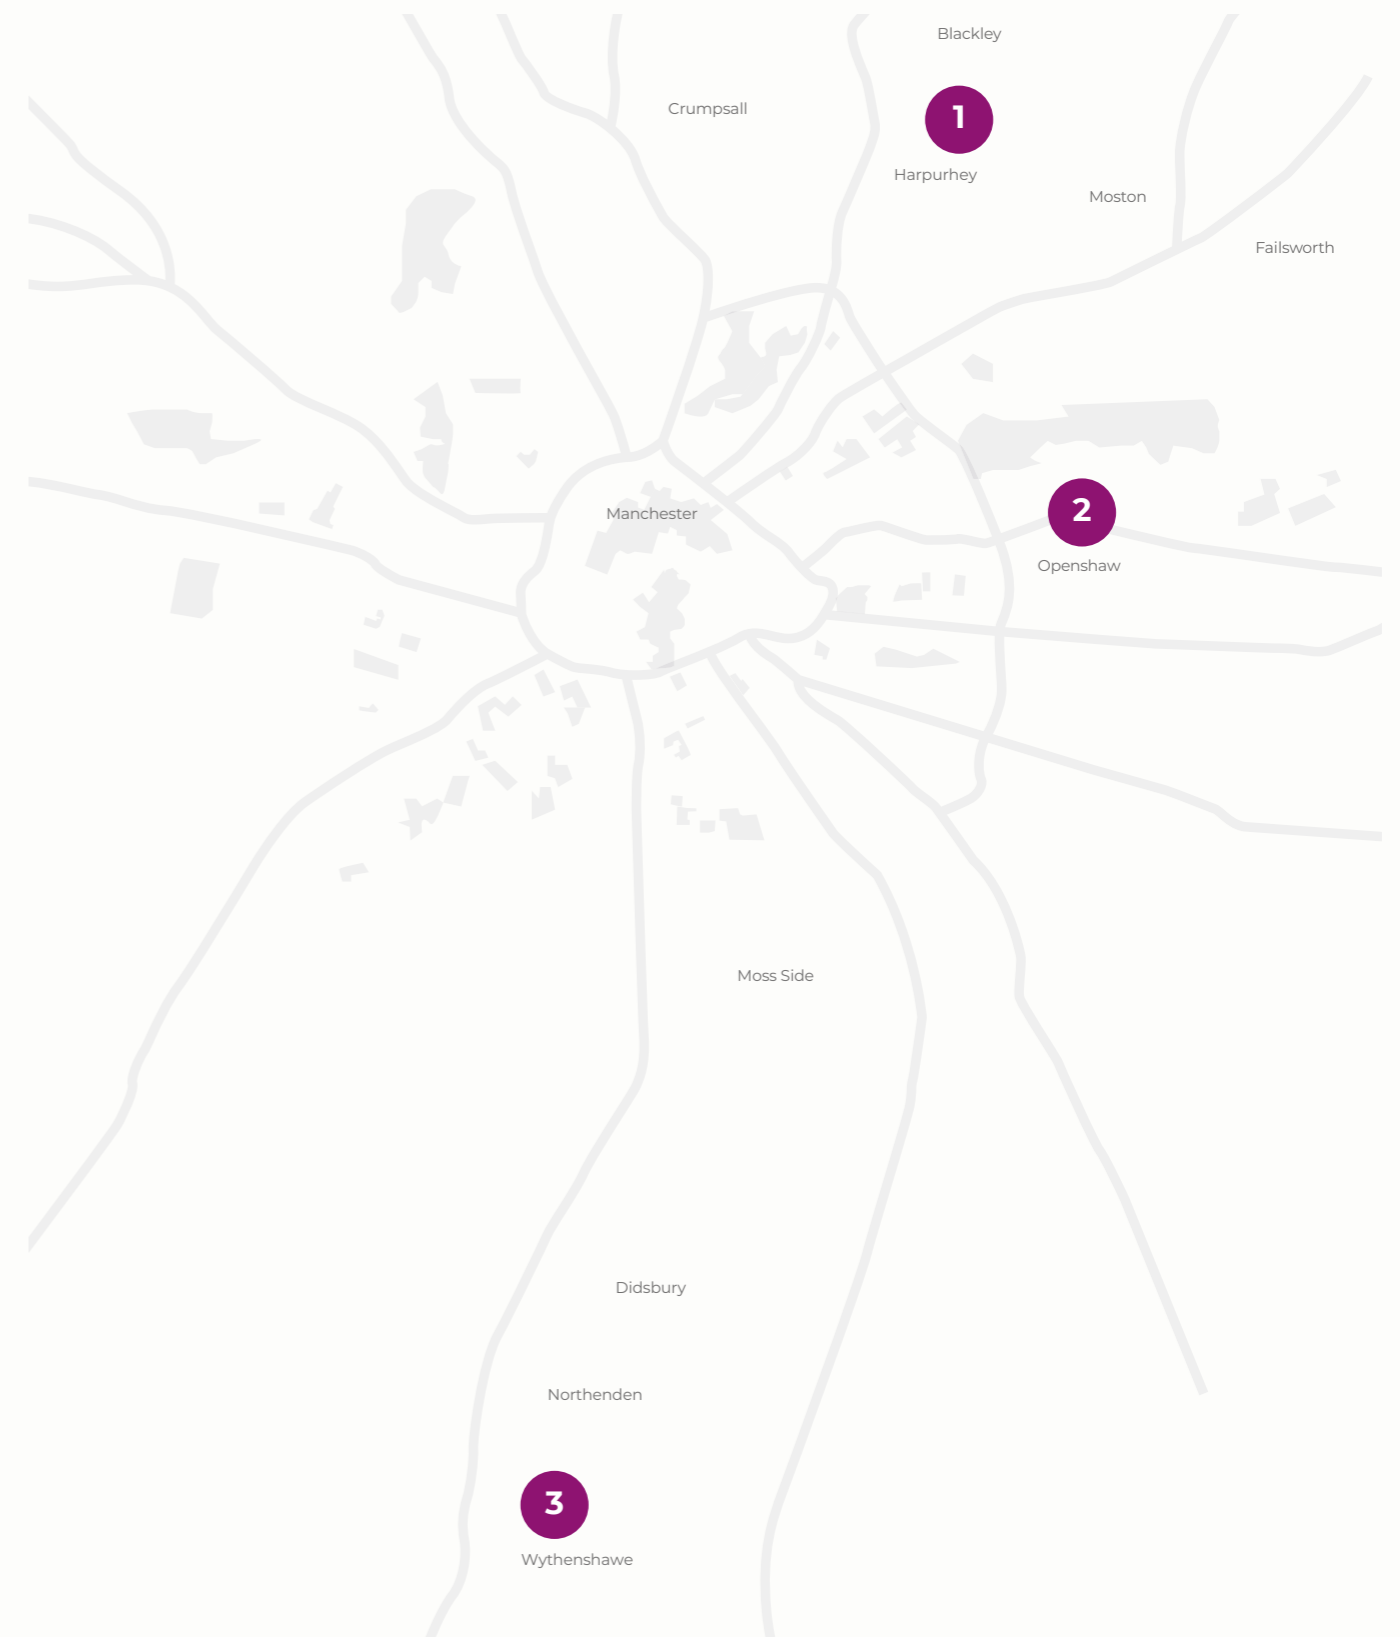 Blackley
Crumpsall
1
Harpurhey
Moston
Failsworth
Manchester
2
Openshaw
Moss Side
Didsbury
Northenden
3
Wythenshawe